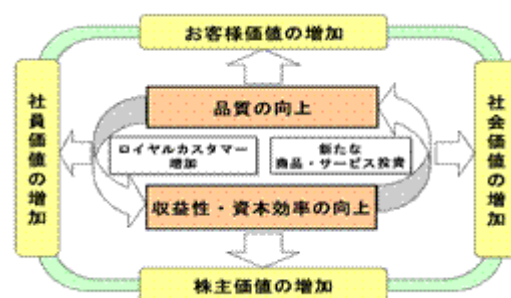 お客様価値の増加
品質の向上
社員価値の増加
ロイヤルカスタマー
増加
新たな
商品・サービス投資
社会価値の増加
収益性・資本効率の向上
株主価値の増加